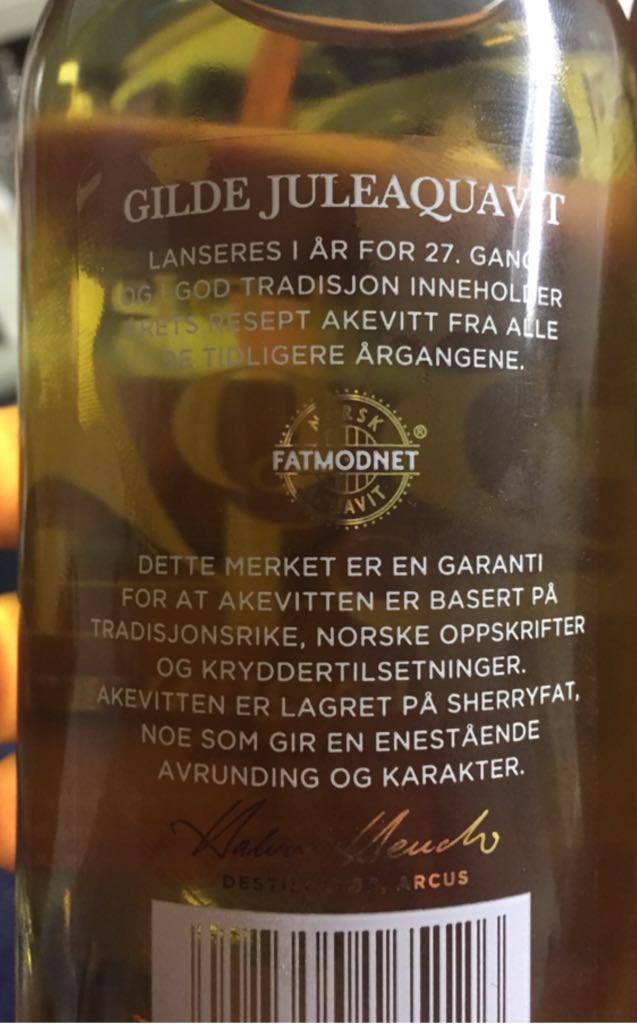 GILDE JULEAQUAVIT
LANSERES I ÅR FOR 27. GANG
OG I GOD TRADISJON INNEHOLDER
ÅRETS RESEPT AKEVITT FRA ALLE
DE TIDLIGERE ÅRGANGENE.
NORSK
®
FATMODNET
AQUAVIT
DETTE MERKET ER EN GARANTI
FOR AT AKEVITTEN ER BASERT PÅ
TRADISJONSRIKE, NORSKE OPPSKRIFTER
OG KRYDDERTILSETNINGER.
AKEVITTEN ER LAGRET PÅ SHERRYFAT,
NOE SOM GIR EN ENESTÅENDE
AVRUNDING OG KARAKTER.
ARCUS